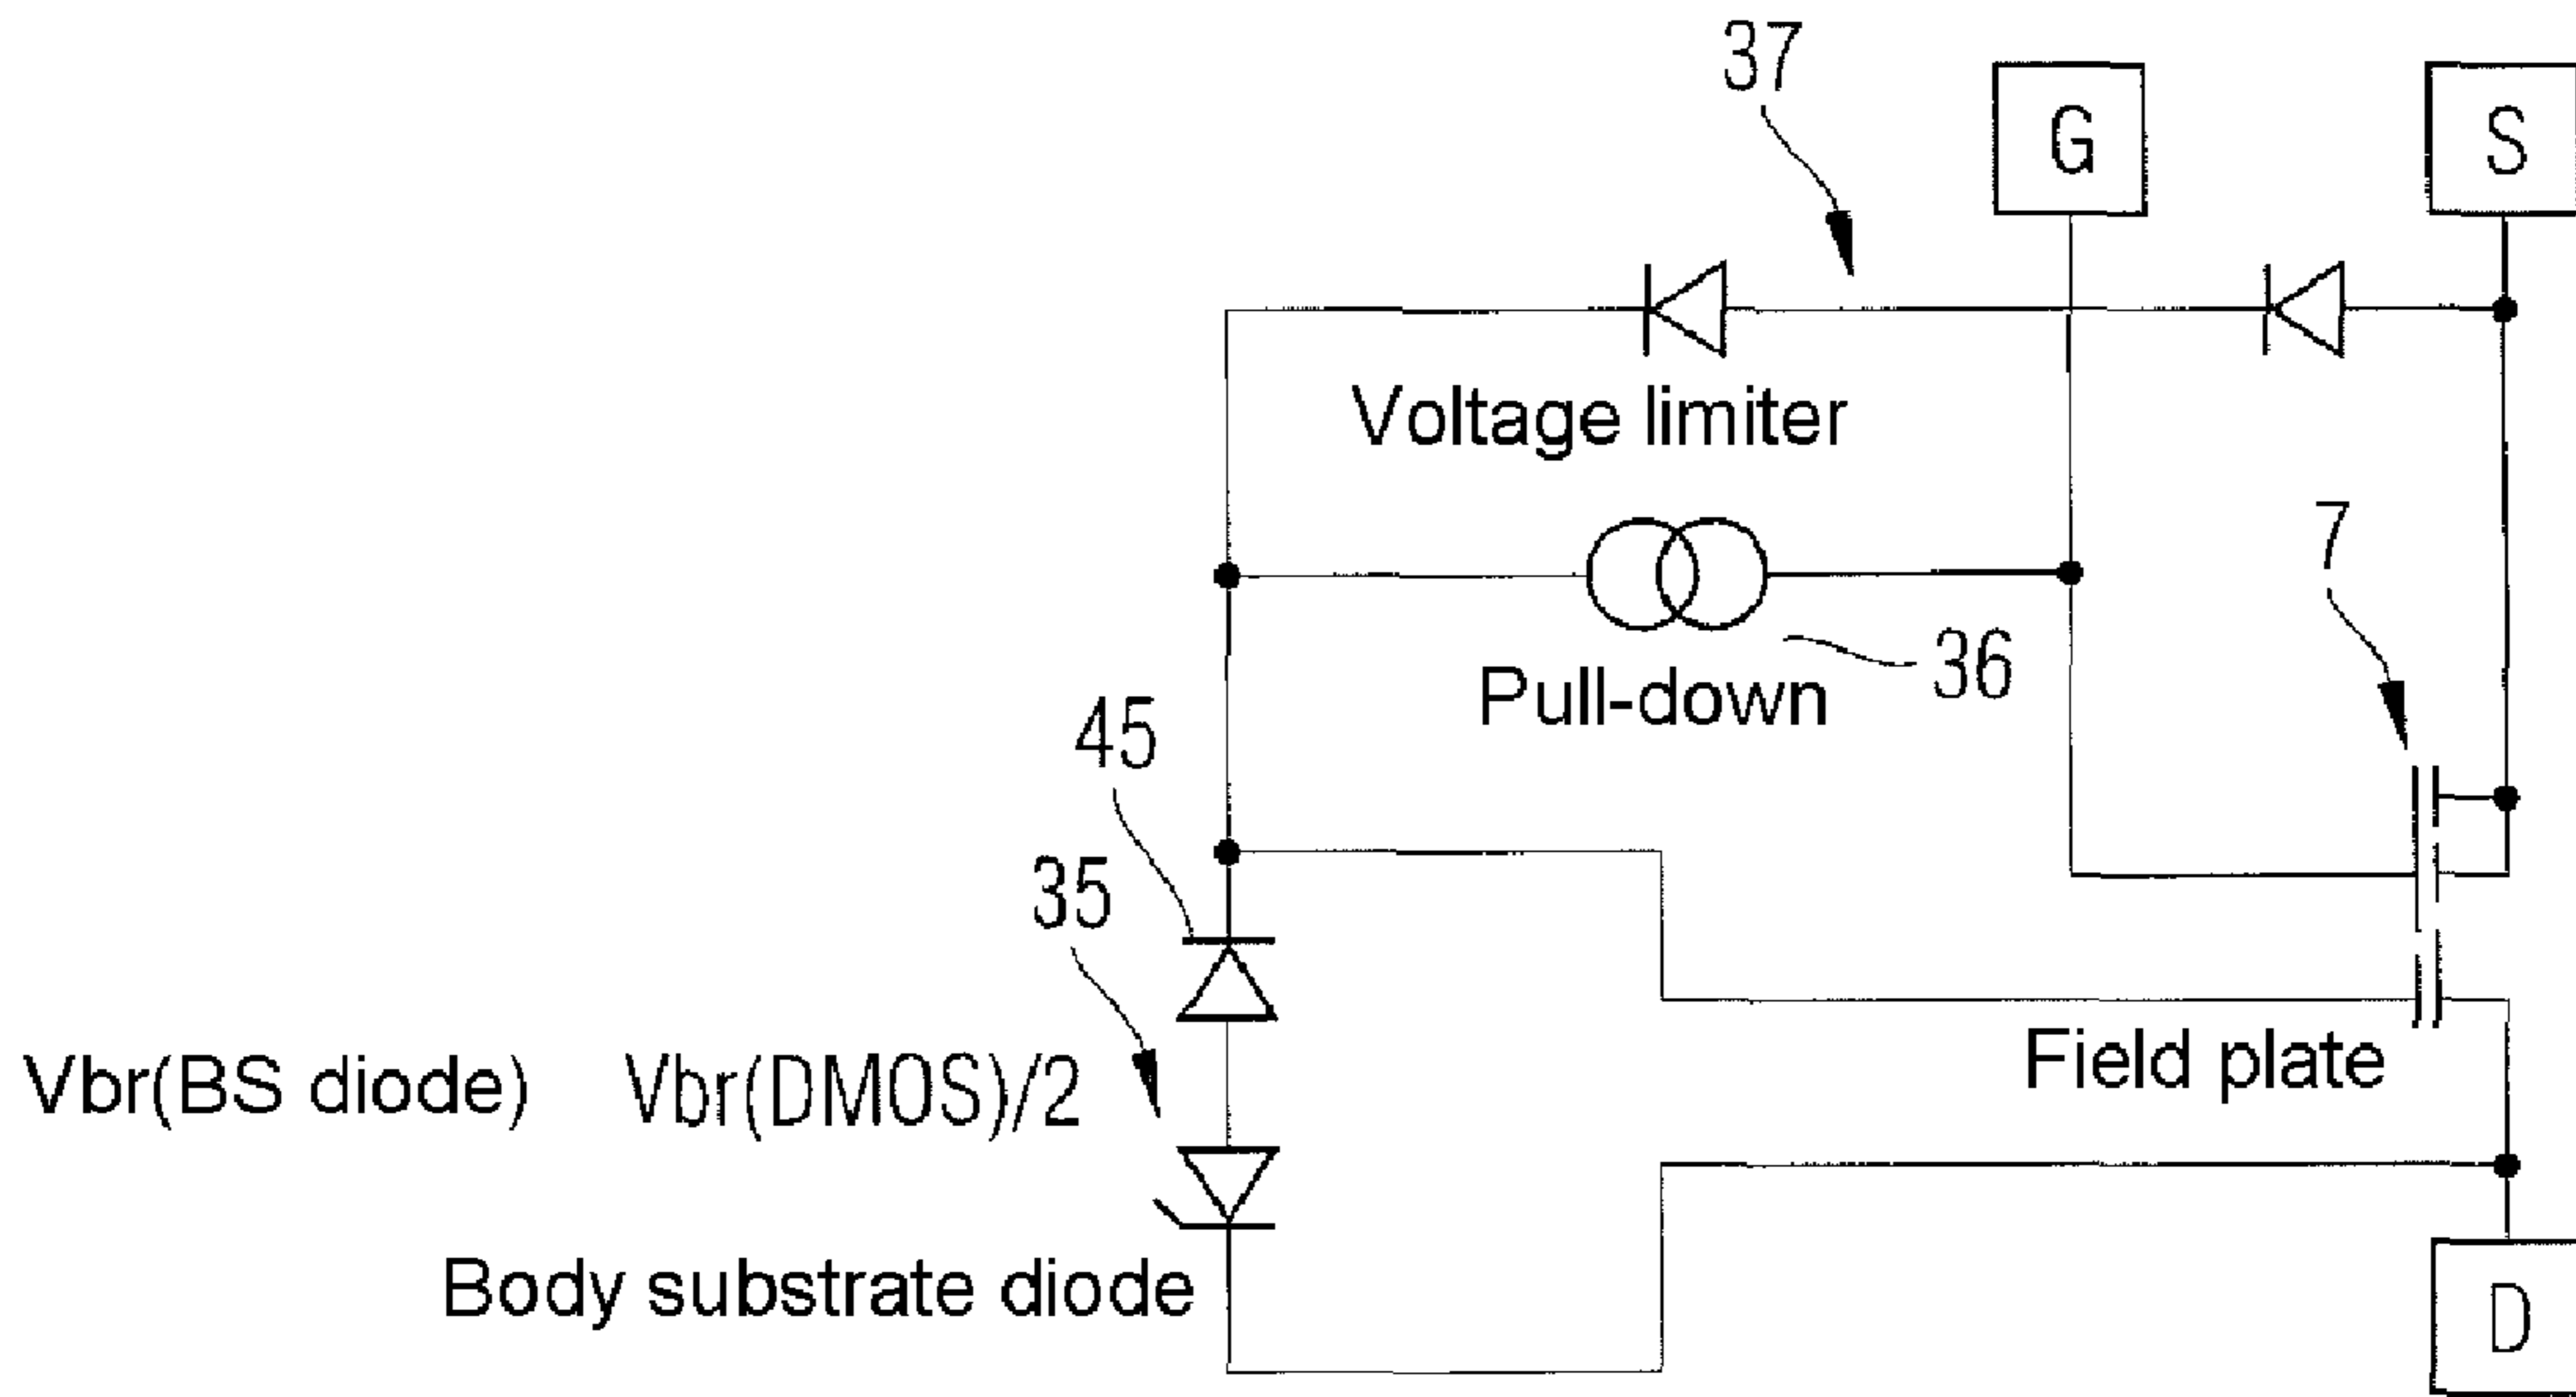 37
G
S
Voltage limiter
7
36
Pull-down
45
35
Field plate
Vbr(BS diode) Vbr(DMOS)/2
Body substrate diode
D